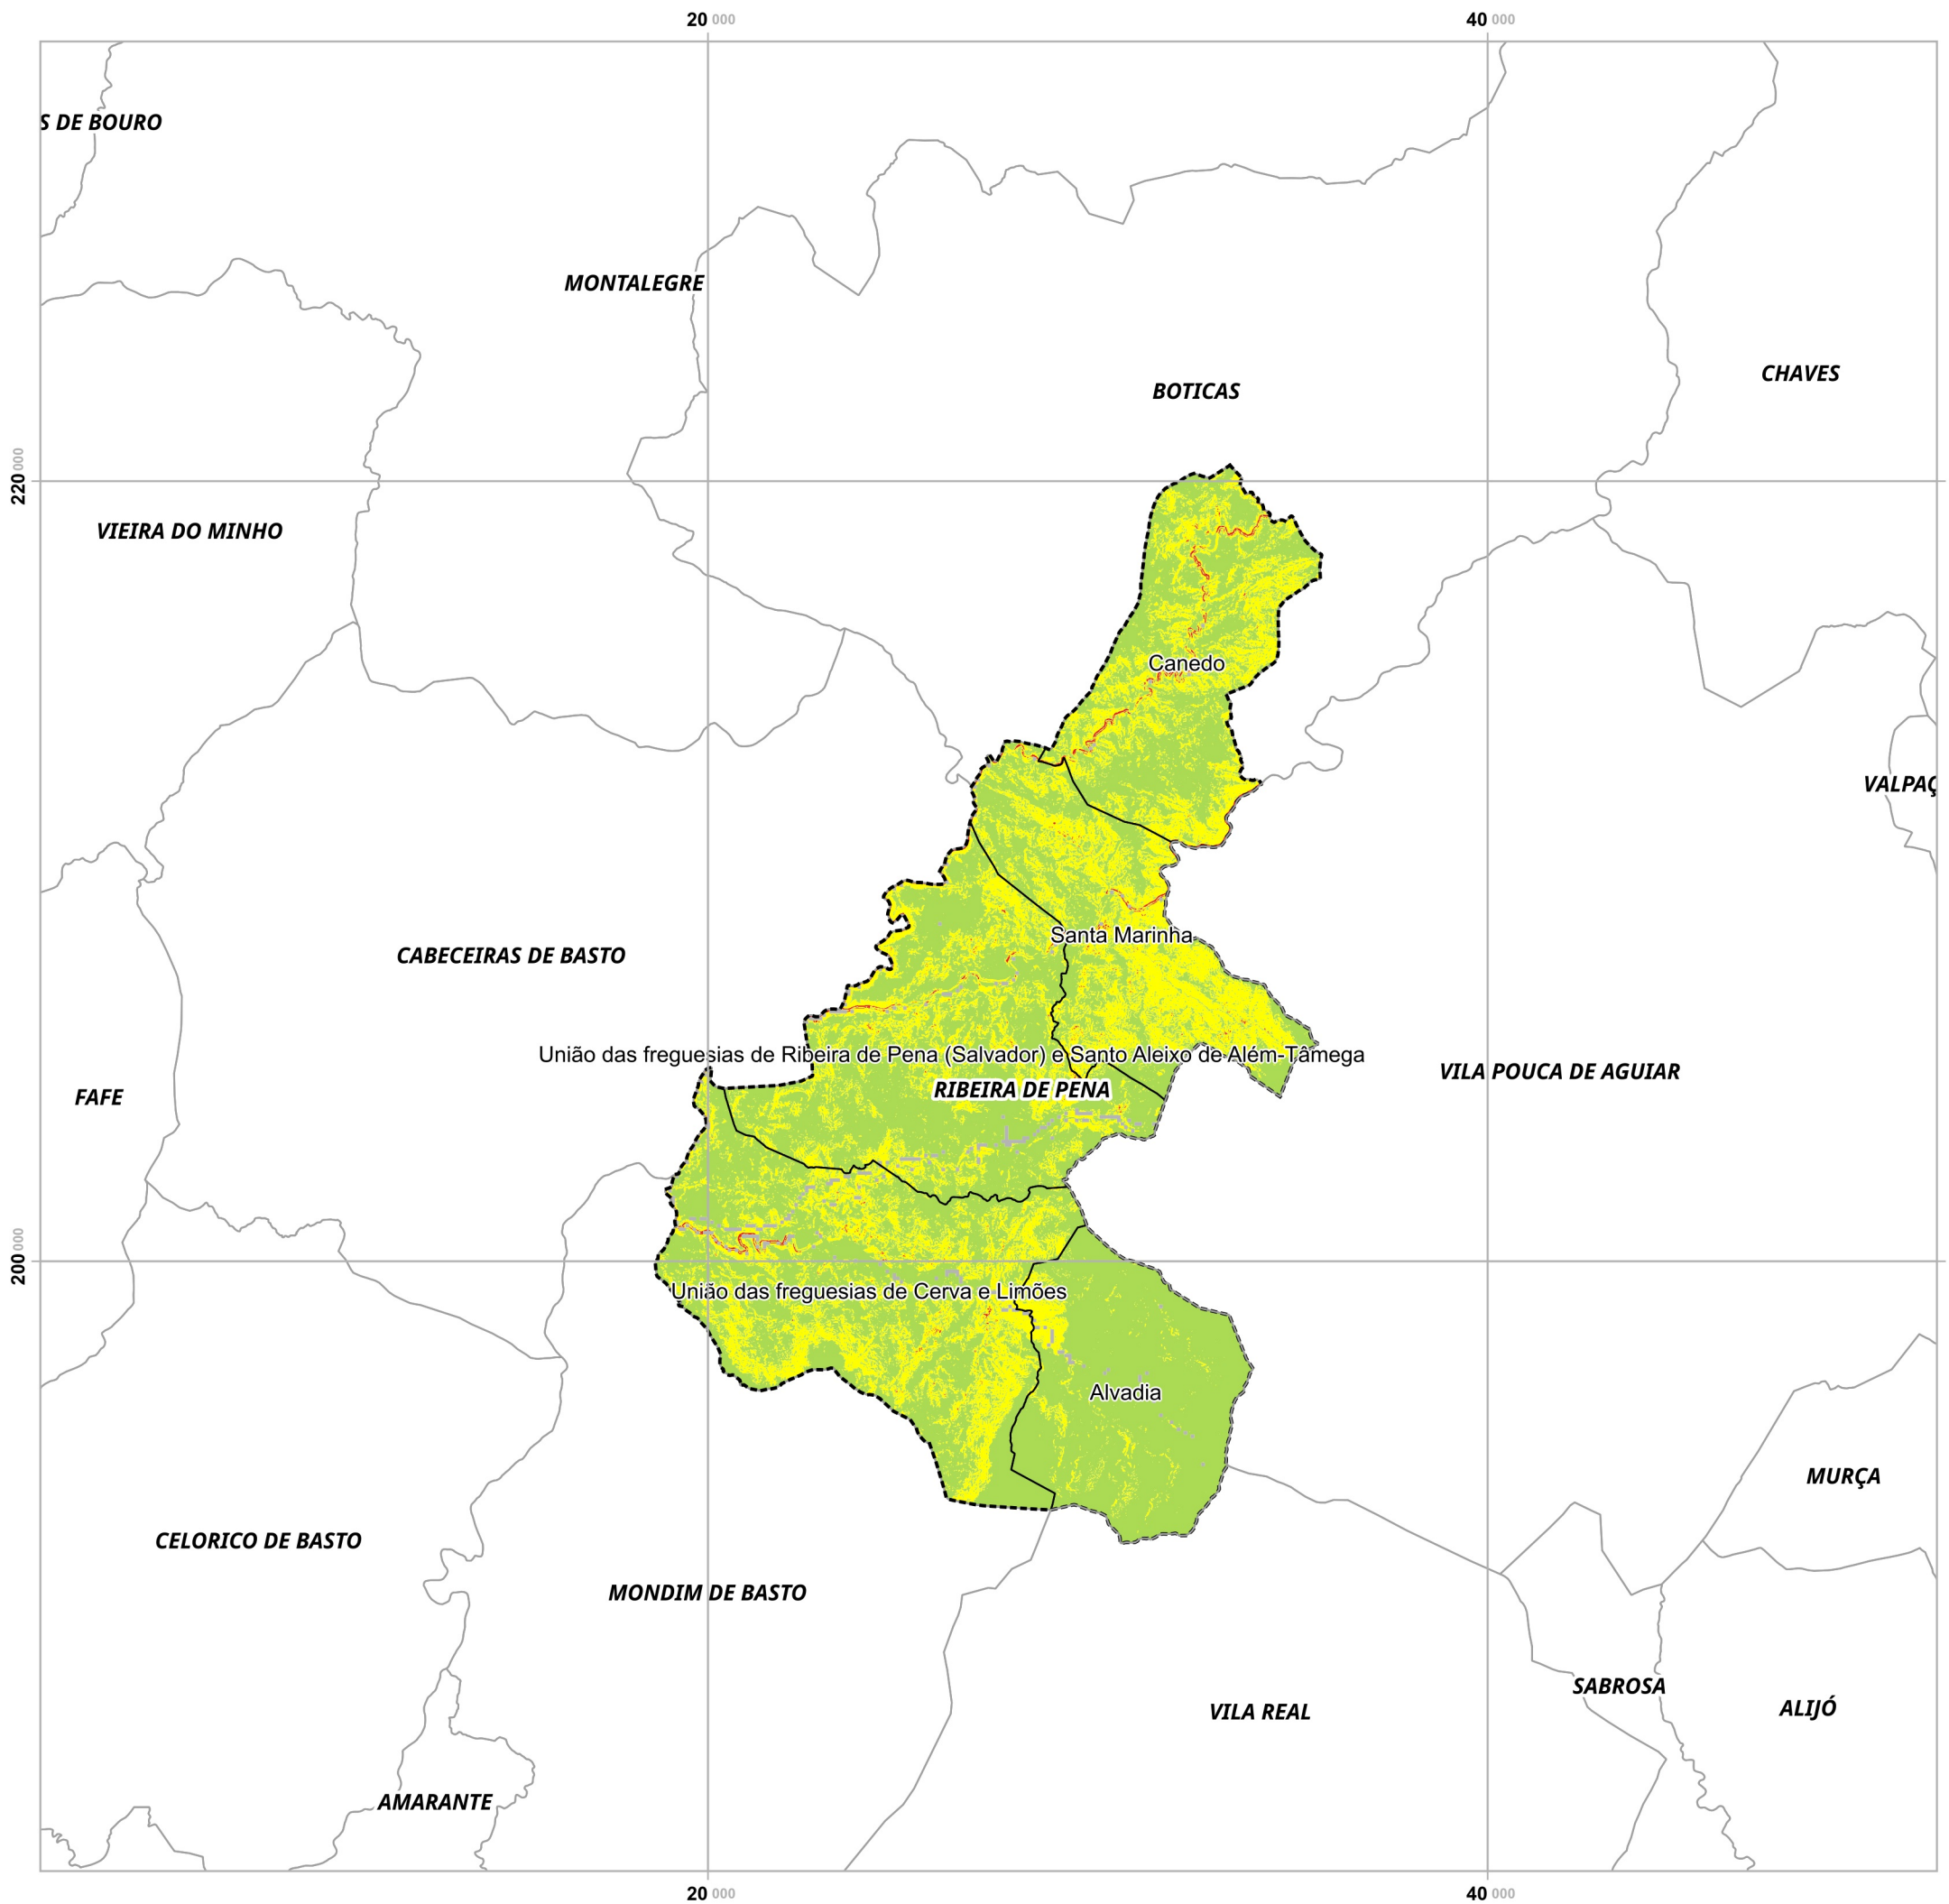 20 000 40 000
S DE BOURO
MONTALEGRE
CHAVES
BOTICAS
220 000
VIEIRA DO MINHO
Canedo
VALPAÇ
Santa Marinha
CABECEIRAS DE BASTO
União das freguesias de Ribeira de Pena (Salvador) e Santo Aleixo de Além-Tâmega
VILA POUCA DE AGUIAR
RIBEIRA DE PENA
FAFE
200 000
União das freguesias de Cerva e Limões
Alvadia
MURÇA
CELORICO DE BASTO
MONDIM DE BASTO
SABROSA
ALIJÓ
VILA REAL
AMARANTE
20 000 40 000